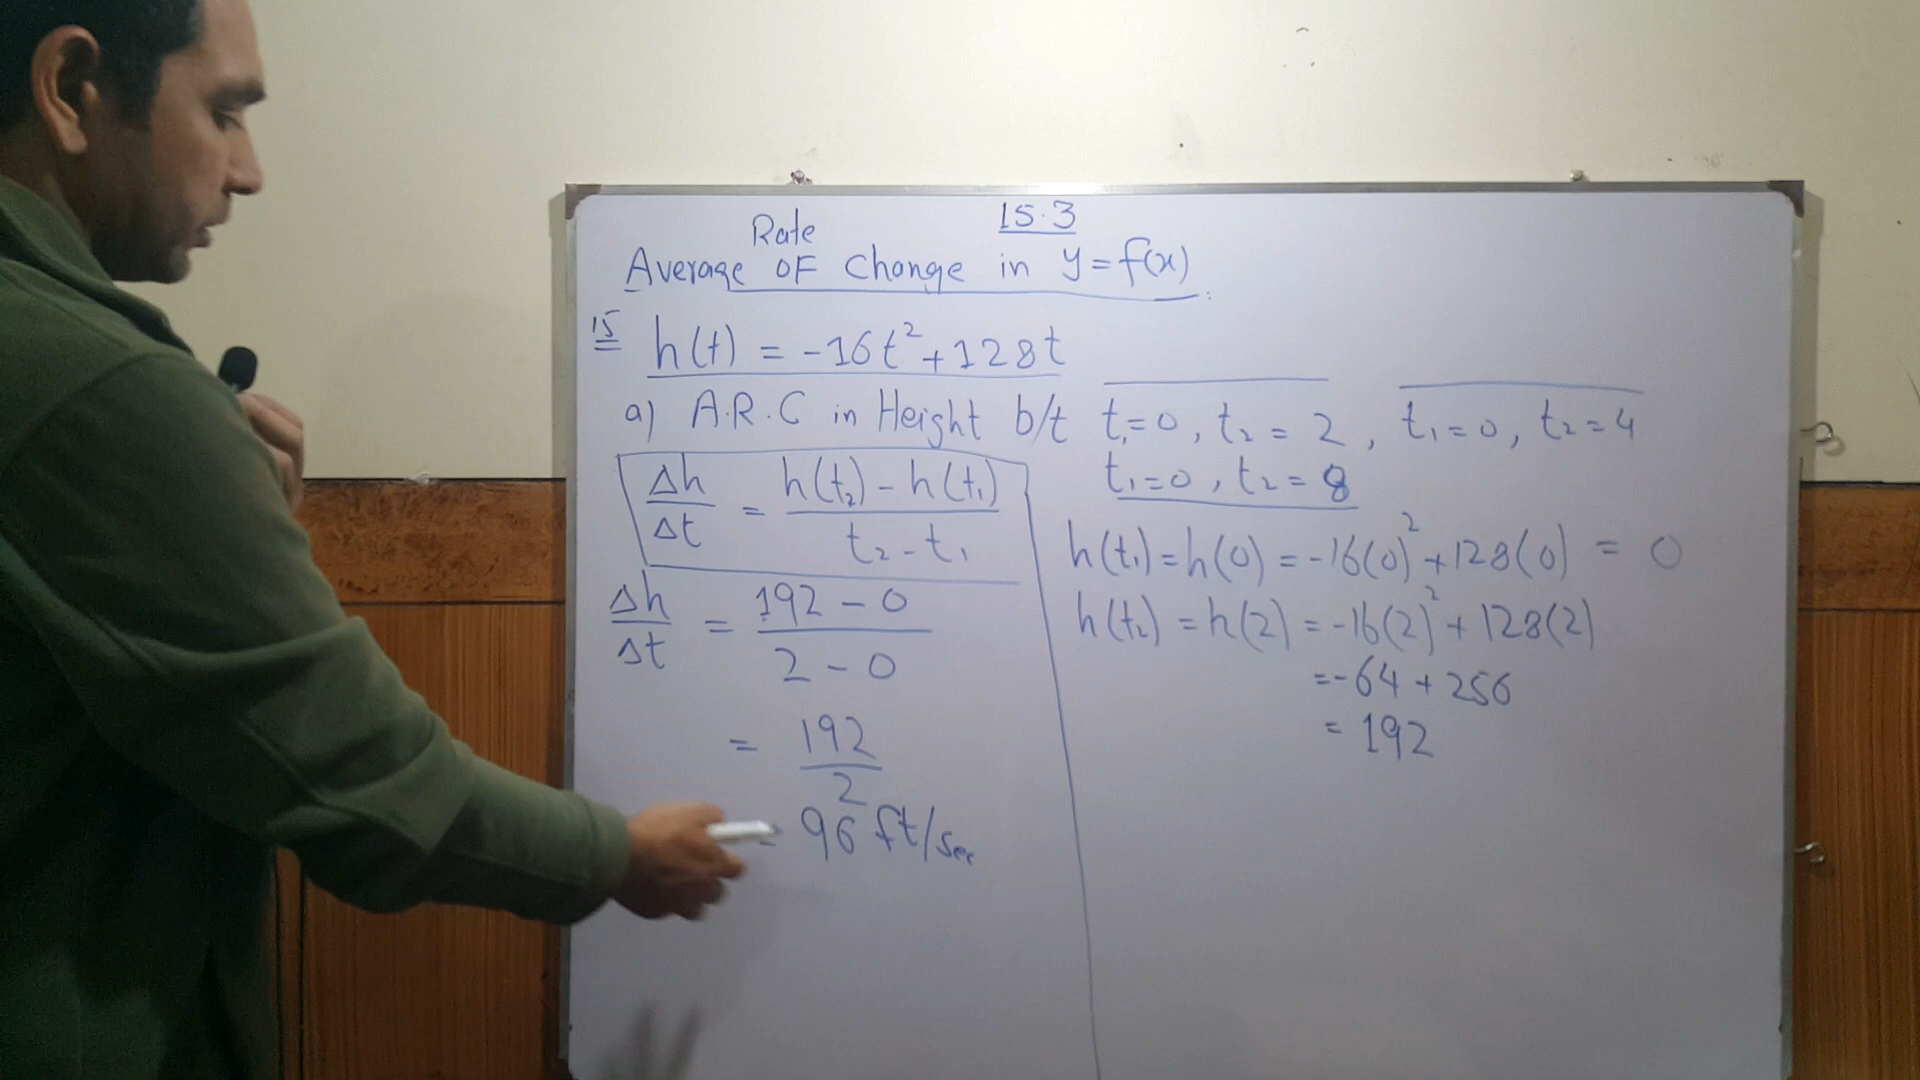 15.3
Rate
Average OF Change in y=f(x)
15 h(t) = -16t²+128t
a) A.R.C in Height b/t t₁=0, t₂=2, t₁=0, t₂=4
t₁=0, t₂=8
Δh/Δt = h(t₂)-h(t₁)/t₂-t₁
Δh/Δt = 192-0/2-0
= 192/2
= 96 ft/sec
h(t₁)=h(0)=-16(0)²+128(0) = 0
h(t₂)=h(2)=-16(2)²+128(2)
=-64+256
= 192